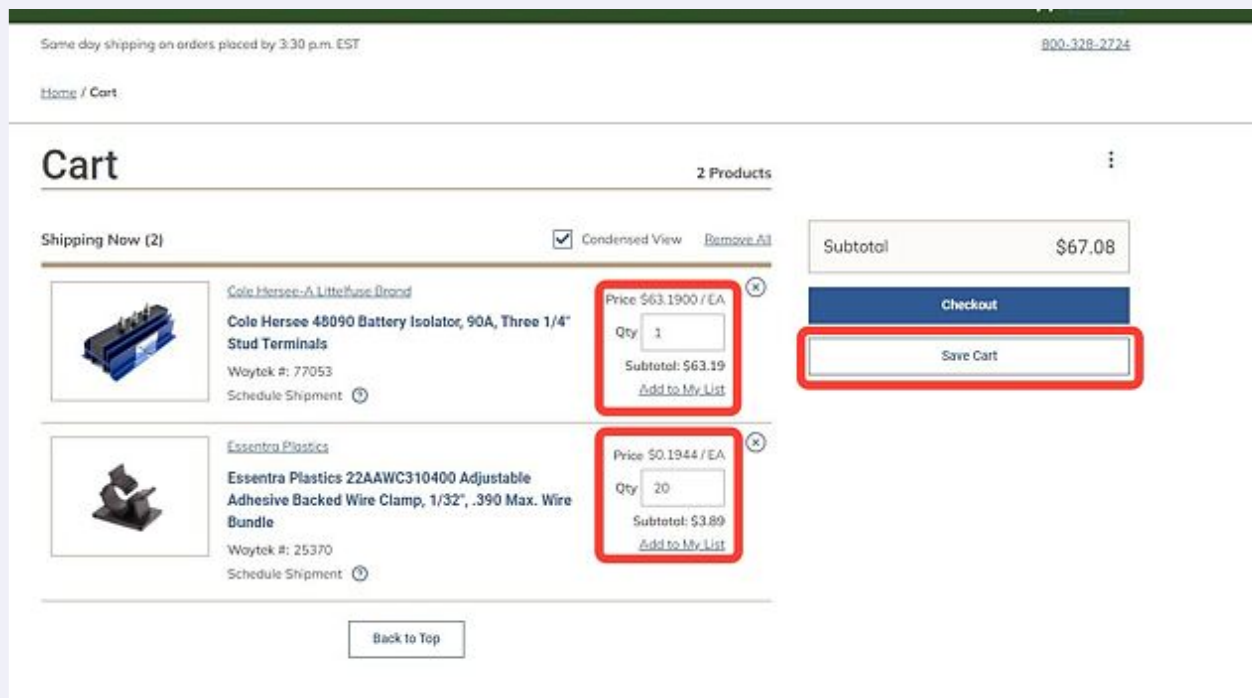 Same day shipping on orders placed by 3:30 p.m. EST
800-328-2724
Home / Cart
Cart
2 Products
Shipping Now (2)
Condensed View
Remove All
Cole Hersee-A Littelfuse Brand
Cole Hersee 48090 Battery Isolator, 90A, Three 1/4"
Stud Terminals
Waytek #: 77053
Schedule Shipment
Price $63.1900 / EA
Qty 1
Subtotal: $63.19
Add to My List
Essentra Plastics
Essentra Plastics 22AAWC310400 Adjustable
Adhesive Backed Wire Clamp, 1/32", .390 Max. Wire
Bundle
Waytek #: 25370
Schedule Shipment
Price $0.1944 / EA
Qty 20
Subtotal: $3.89
Add to My List
Back to Top
Subtotal $67.08
Checkout
Save Cart